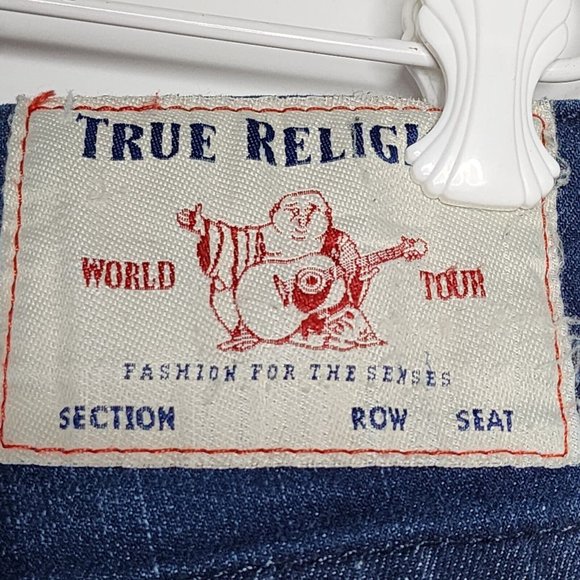 TRUE RELIGI
WORLD TOUR
FASHION FOR THE SENSES
SECTION ROW SEAT